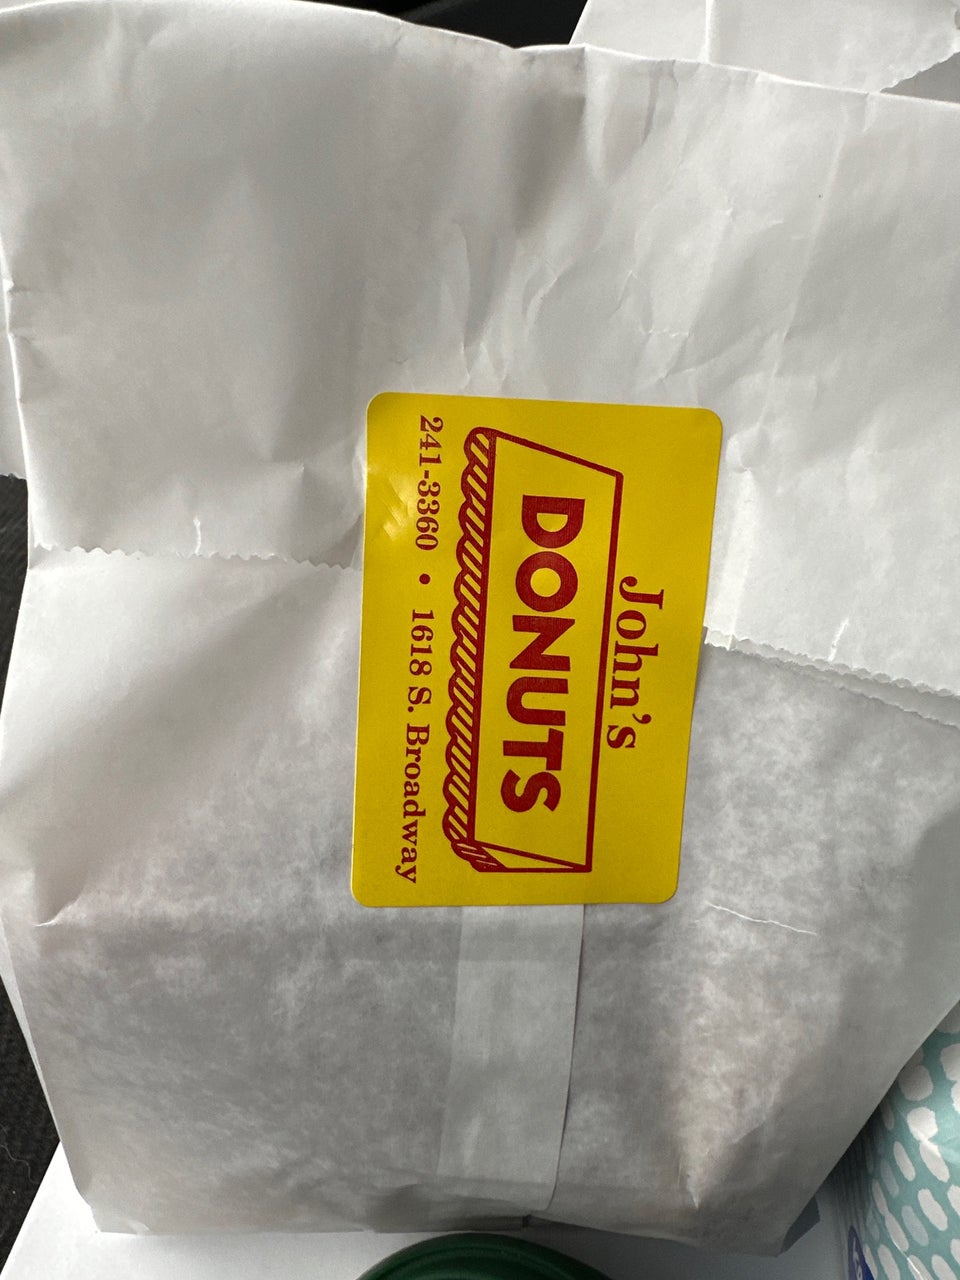 John's
DONUTS
241-3360 • 1618 S. Broadway